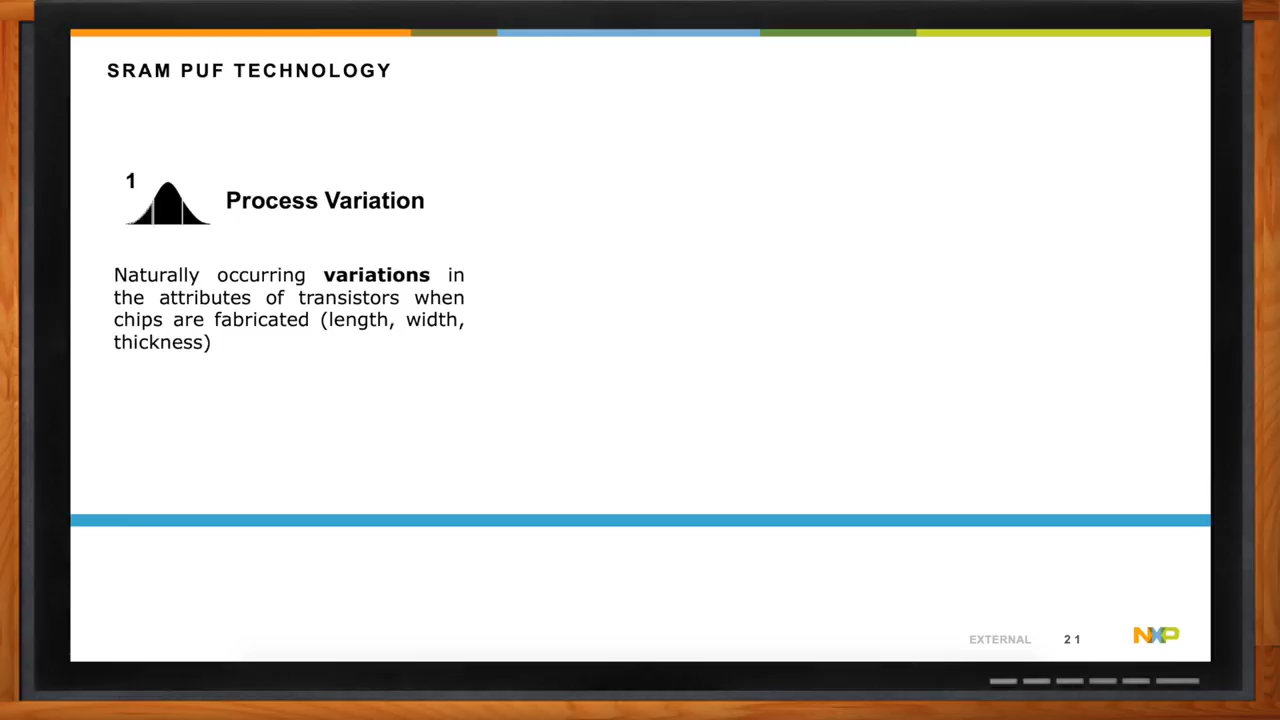 SRAM PUF TECHNOLOGY
1
Process Variation
Naturally occurring variations in
the attributes of transistors when
chips are fabricated (length, width,
thickness)
EXTERNAL 21
NXP